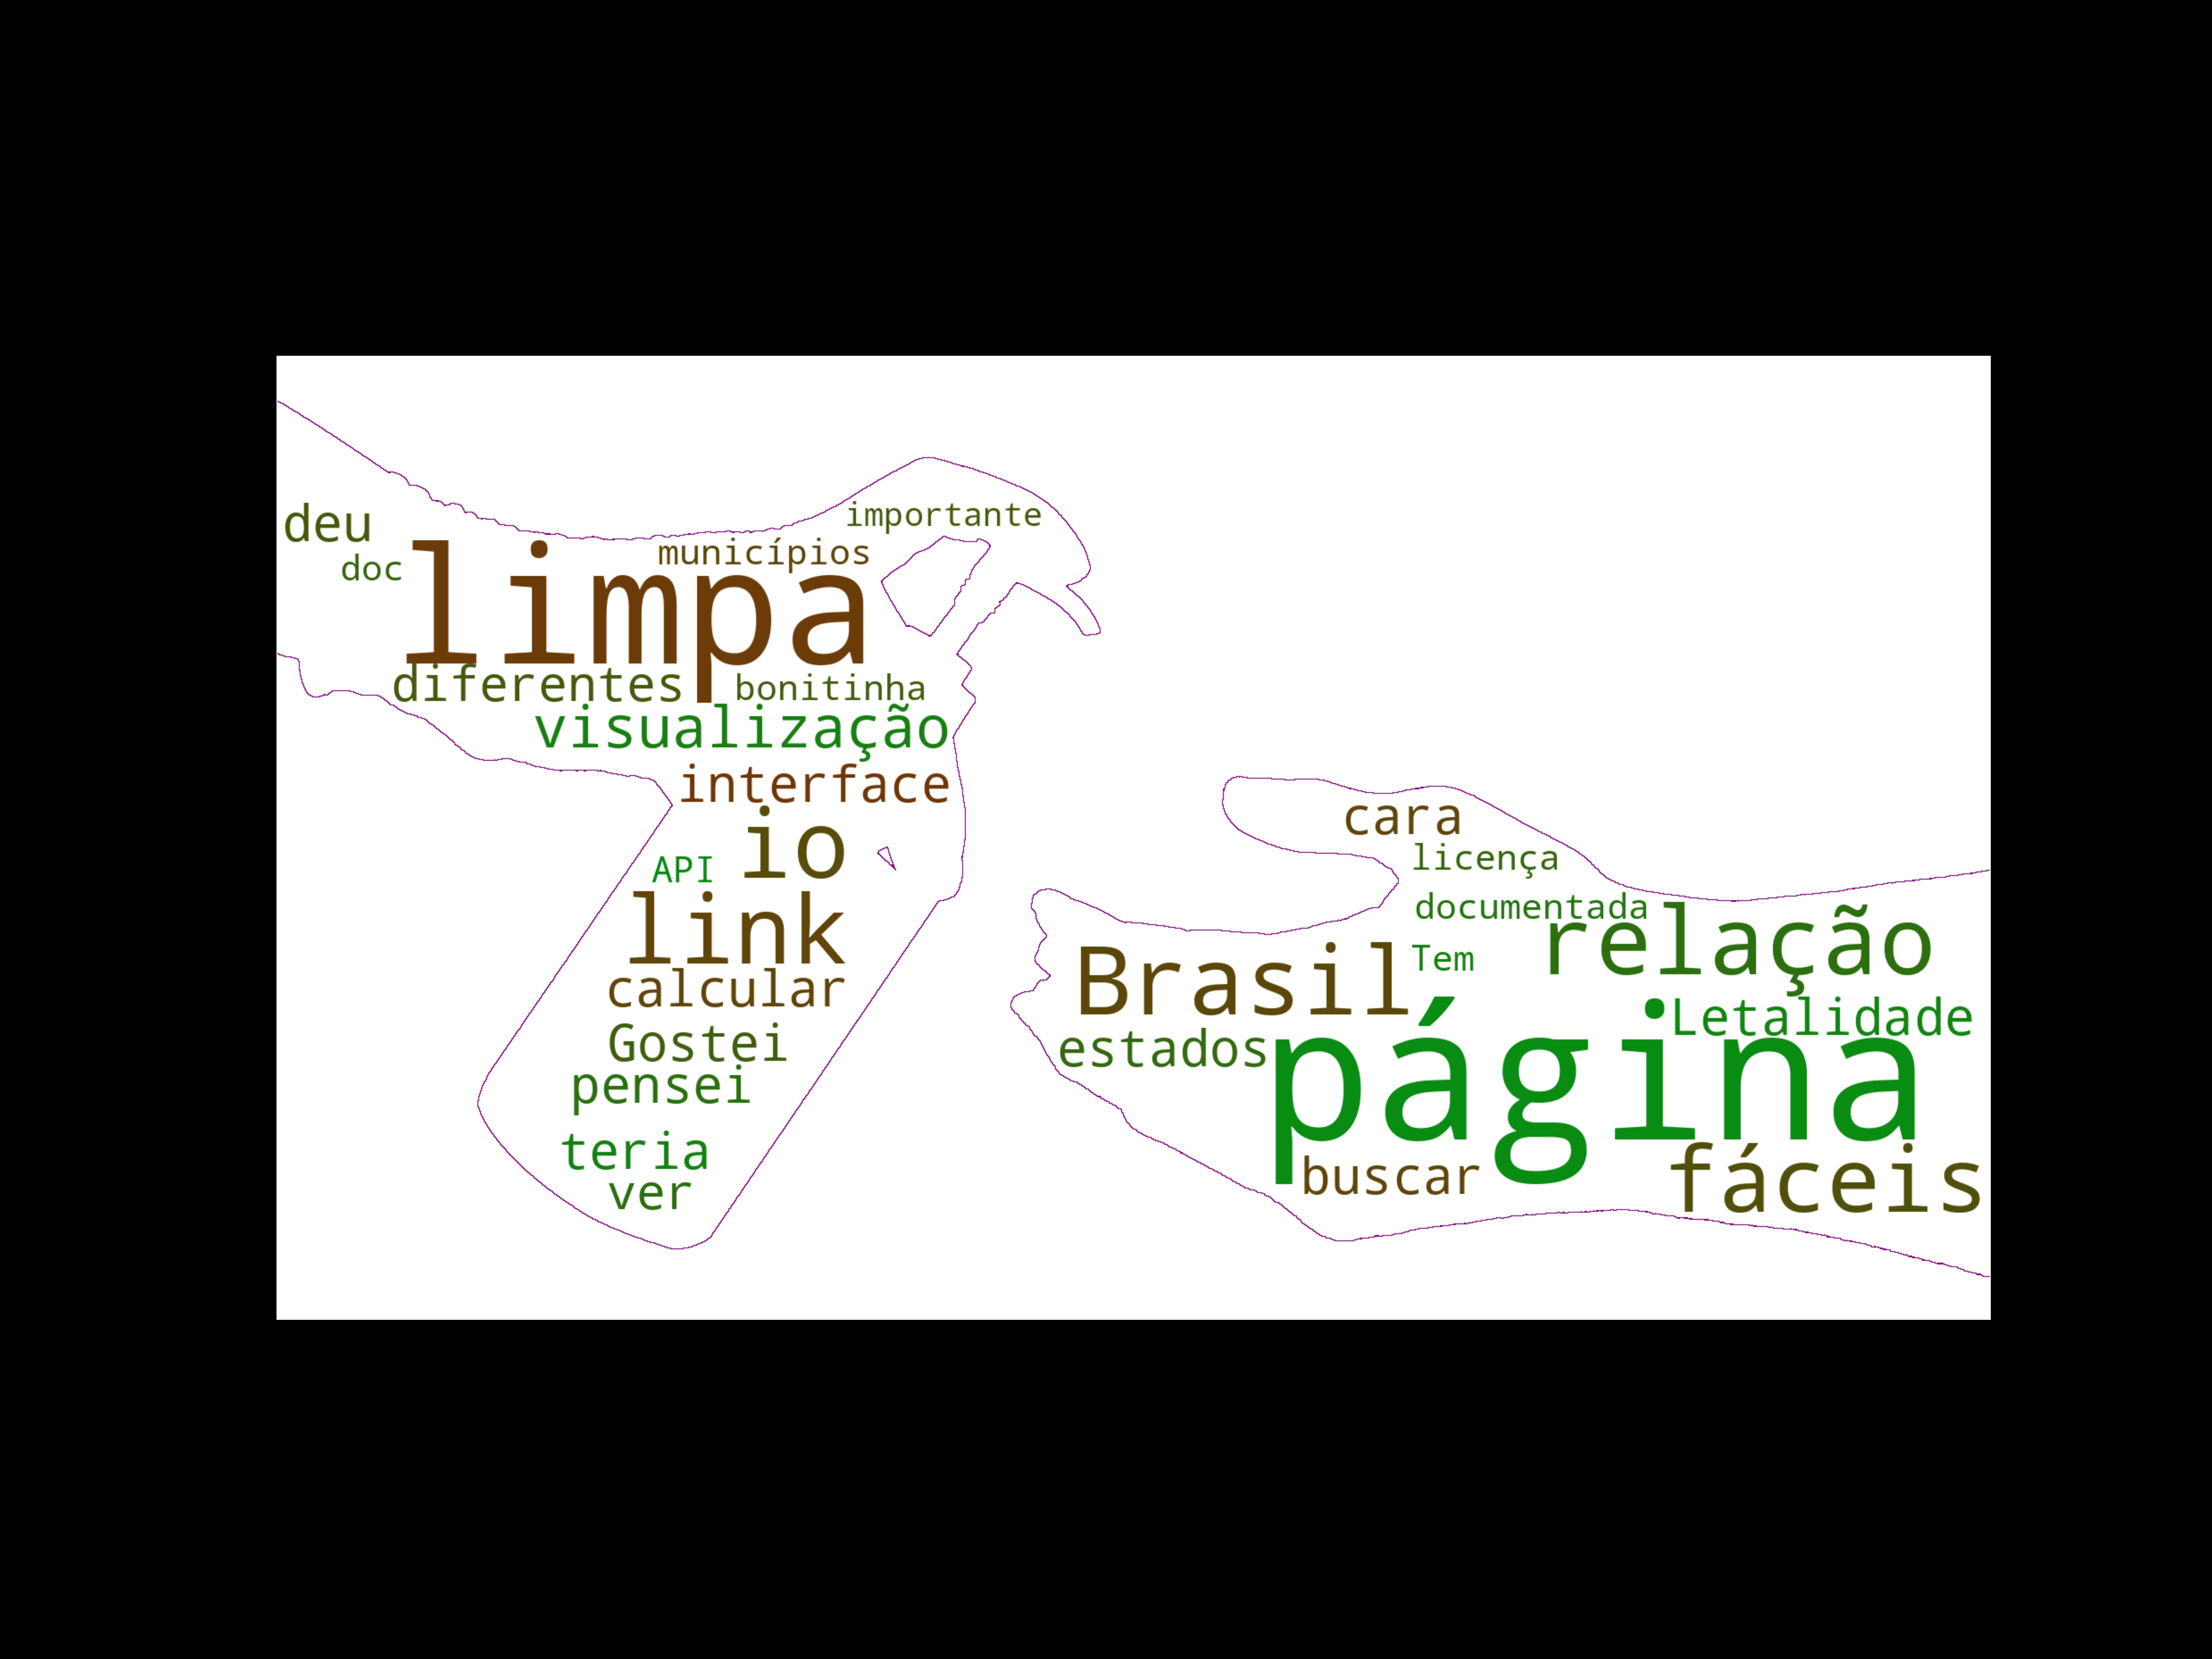 deu
importante
doc
municípios
limpa
diferentes
bonitinha
visualização
interface
io
API
link
calcular
Gostei
pensei
teria
ver
cara
licença
documentada
relação
Brasil
Tem
Letalidade
estados
página
buscar
fáceis